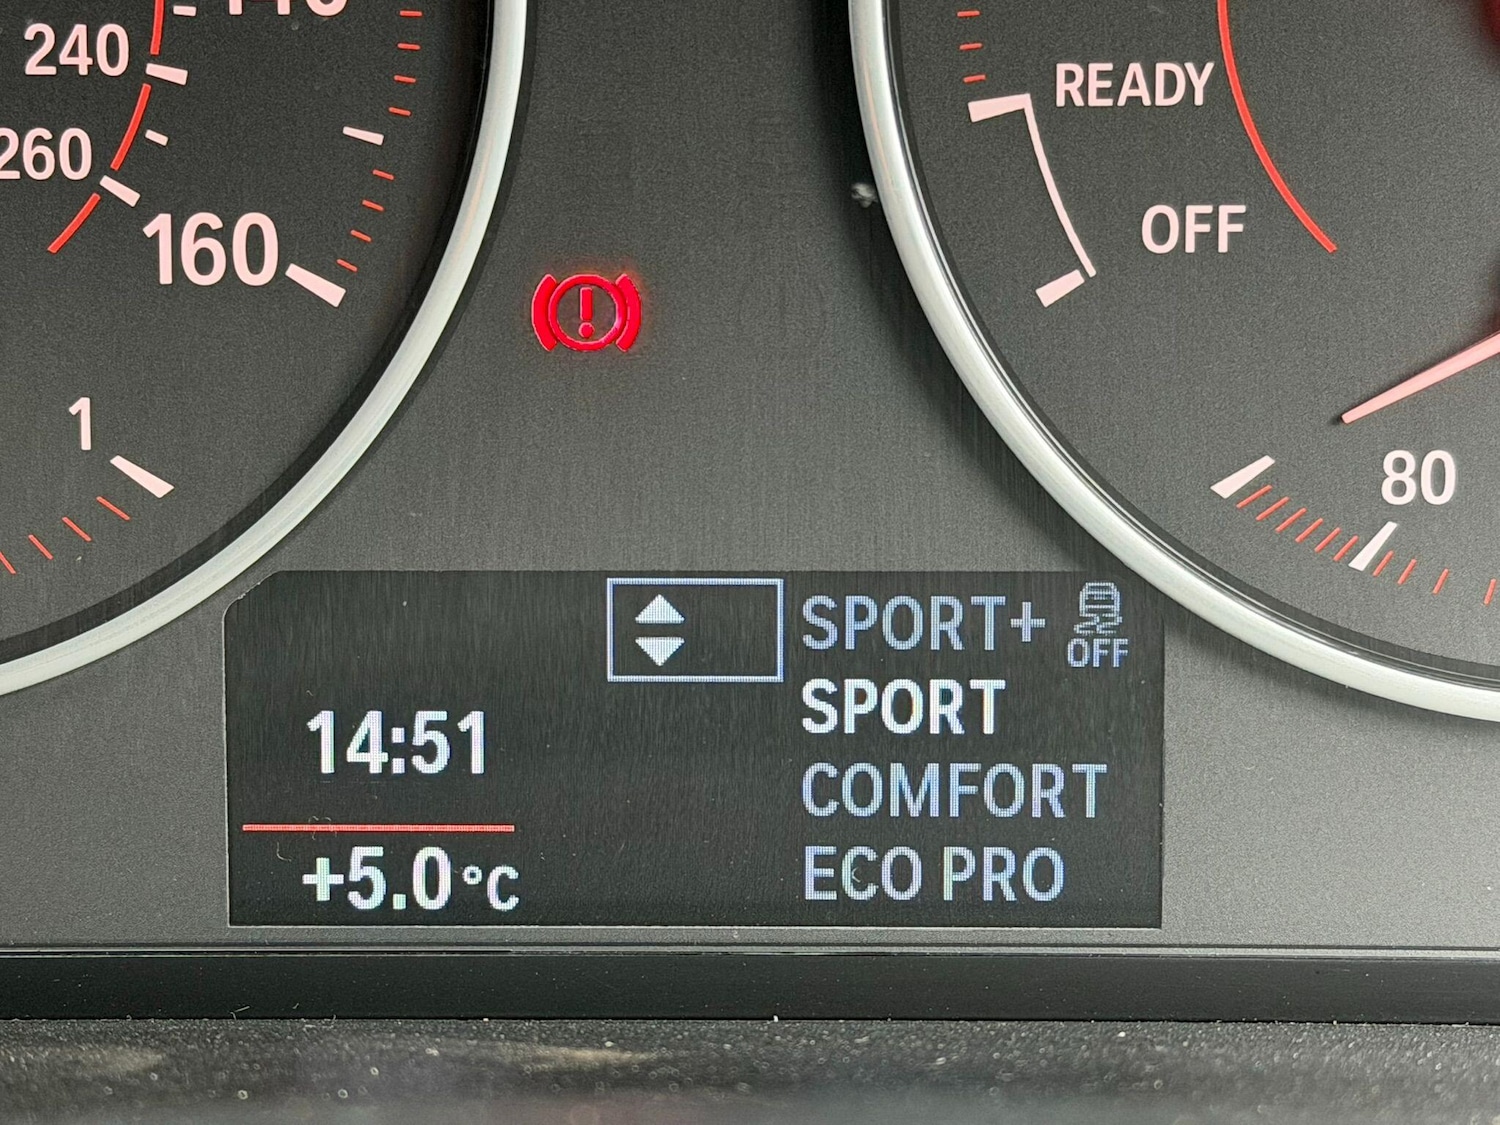 240
260
160
1
READY
OFF
80
!
SPORT+
OFF
SPORT
COMFORT
ECO PRO
14:51
+5.0°C